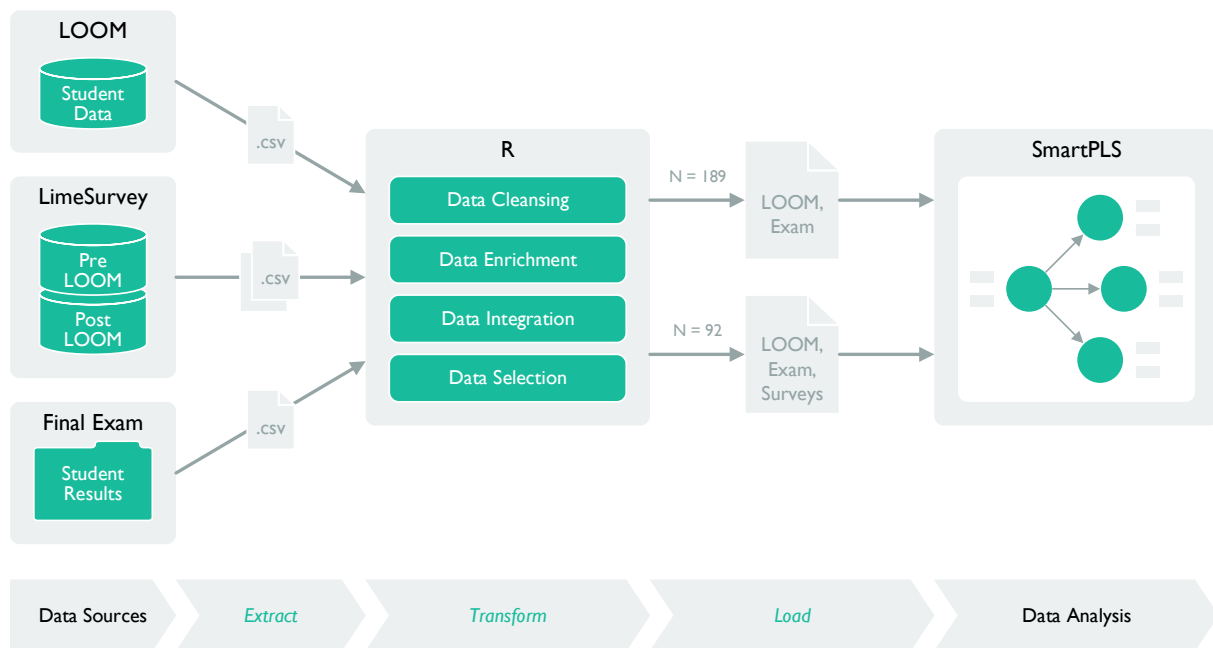 LOOM
Student
Data
.csv
LimeSurvey
Pre
LOOM
Post
LOOM
.csv
Final Exam
Student
Results
.csv
R
Data Cleansing
Data Enrichment
Data Integration
Data Selection
N = 189
LOOM,
Exam
N = 92
LOOM,
Exam,
Surveys
SmartPLS
Data Sources
Extract
Transform
Load
Data Analysis